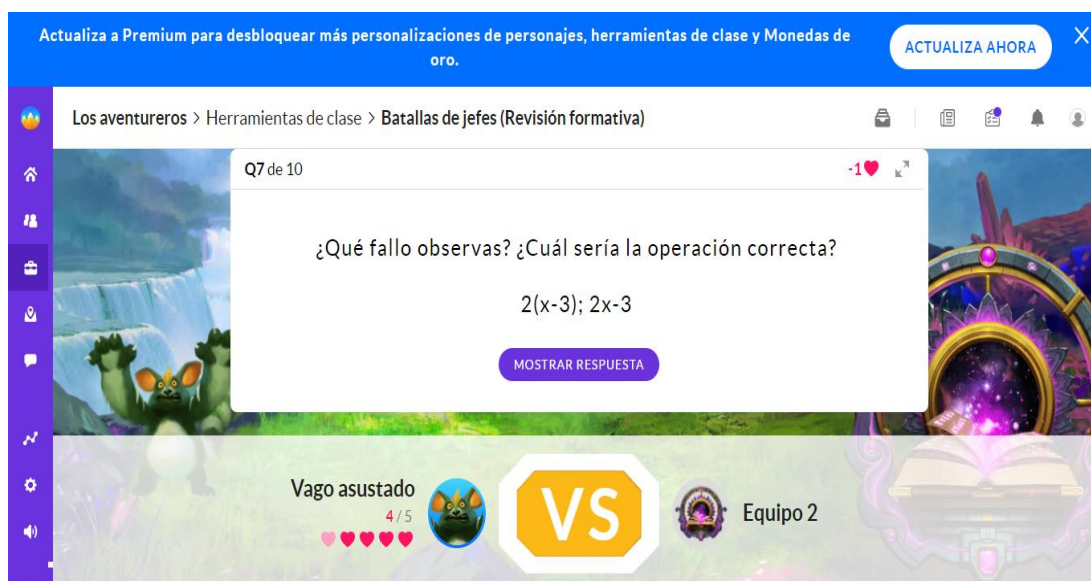 Actualiza a Premium para desbloquear más personalizaciones de personajes, herramientas de clase y Monedas de
oro.
ACTUALIZA AHORA
Los aventureros > Herramientas de clase > Batallas de jefes (Revisión formativa)
Q7 de 10
-1
¿Qué fallo observas? ¿Cuál sería la operación correcta?
2(x-3); 2x-3
MOSTRAR RESPUESTA
Vago asustado
4 / 5
VS
Equipo 2